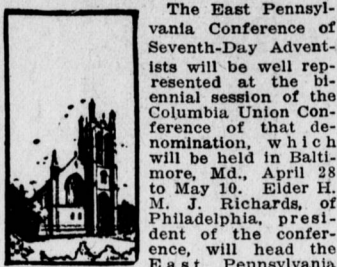 The East Pennsyl-
vania Conference of
Seventh-Day Advent-
ists will be well rep-
resented at the bi-
ennial session of the
Columbia Union Con-
ference of that de-
nomination, which
will be held in Balti-
more, Md., April 28
to May 10. Elder H.
M. J. Richards, of
Philadelphia, presi-
dent of the confer-
ence, will head the
East Pennsylvania